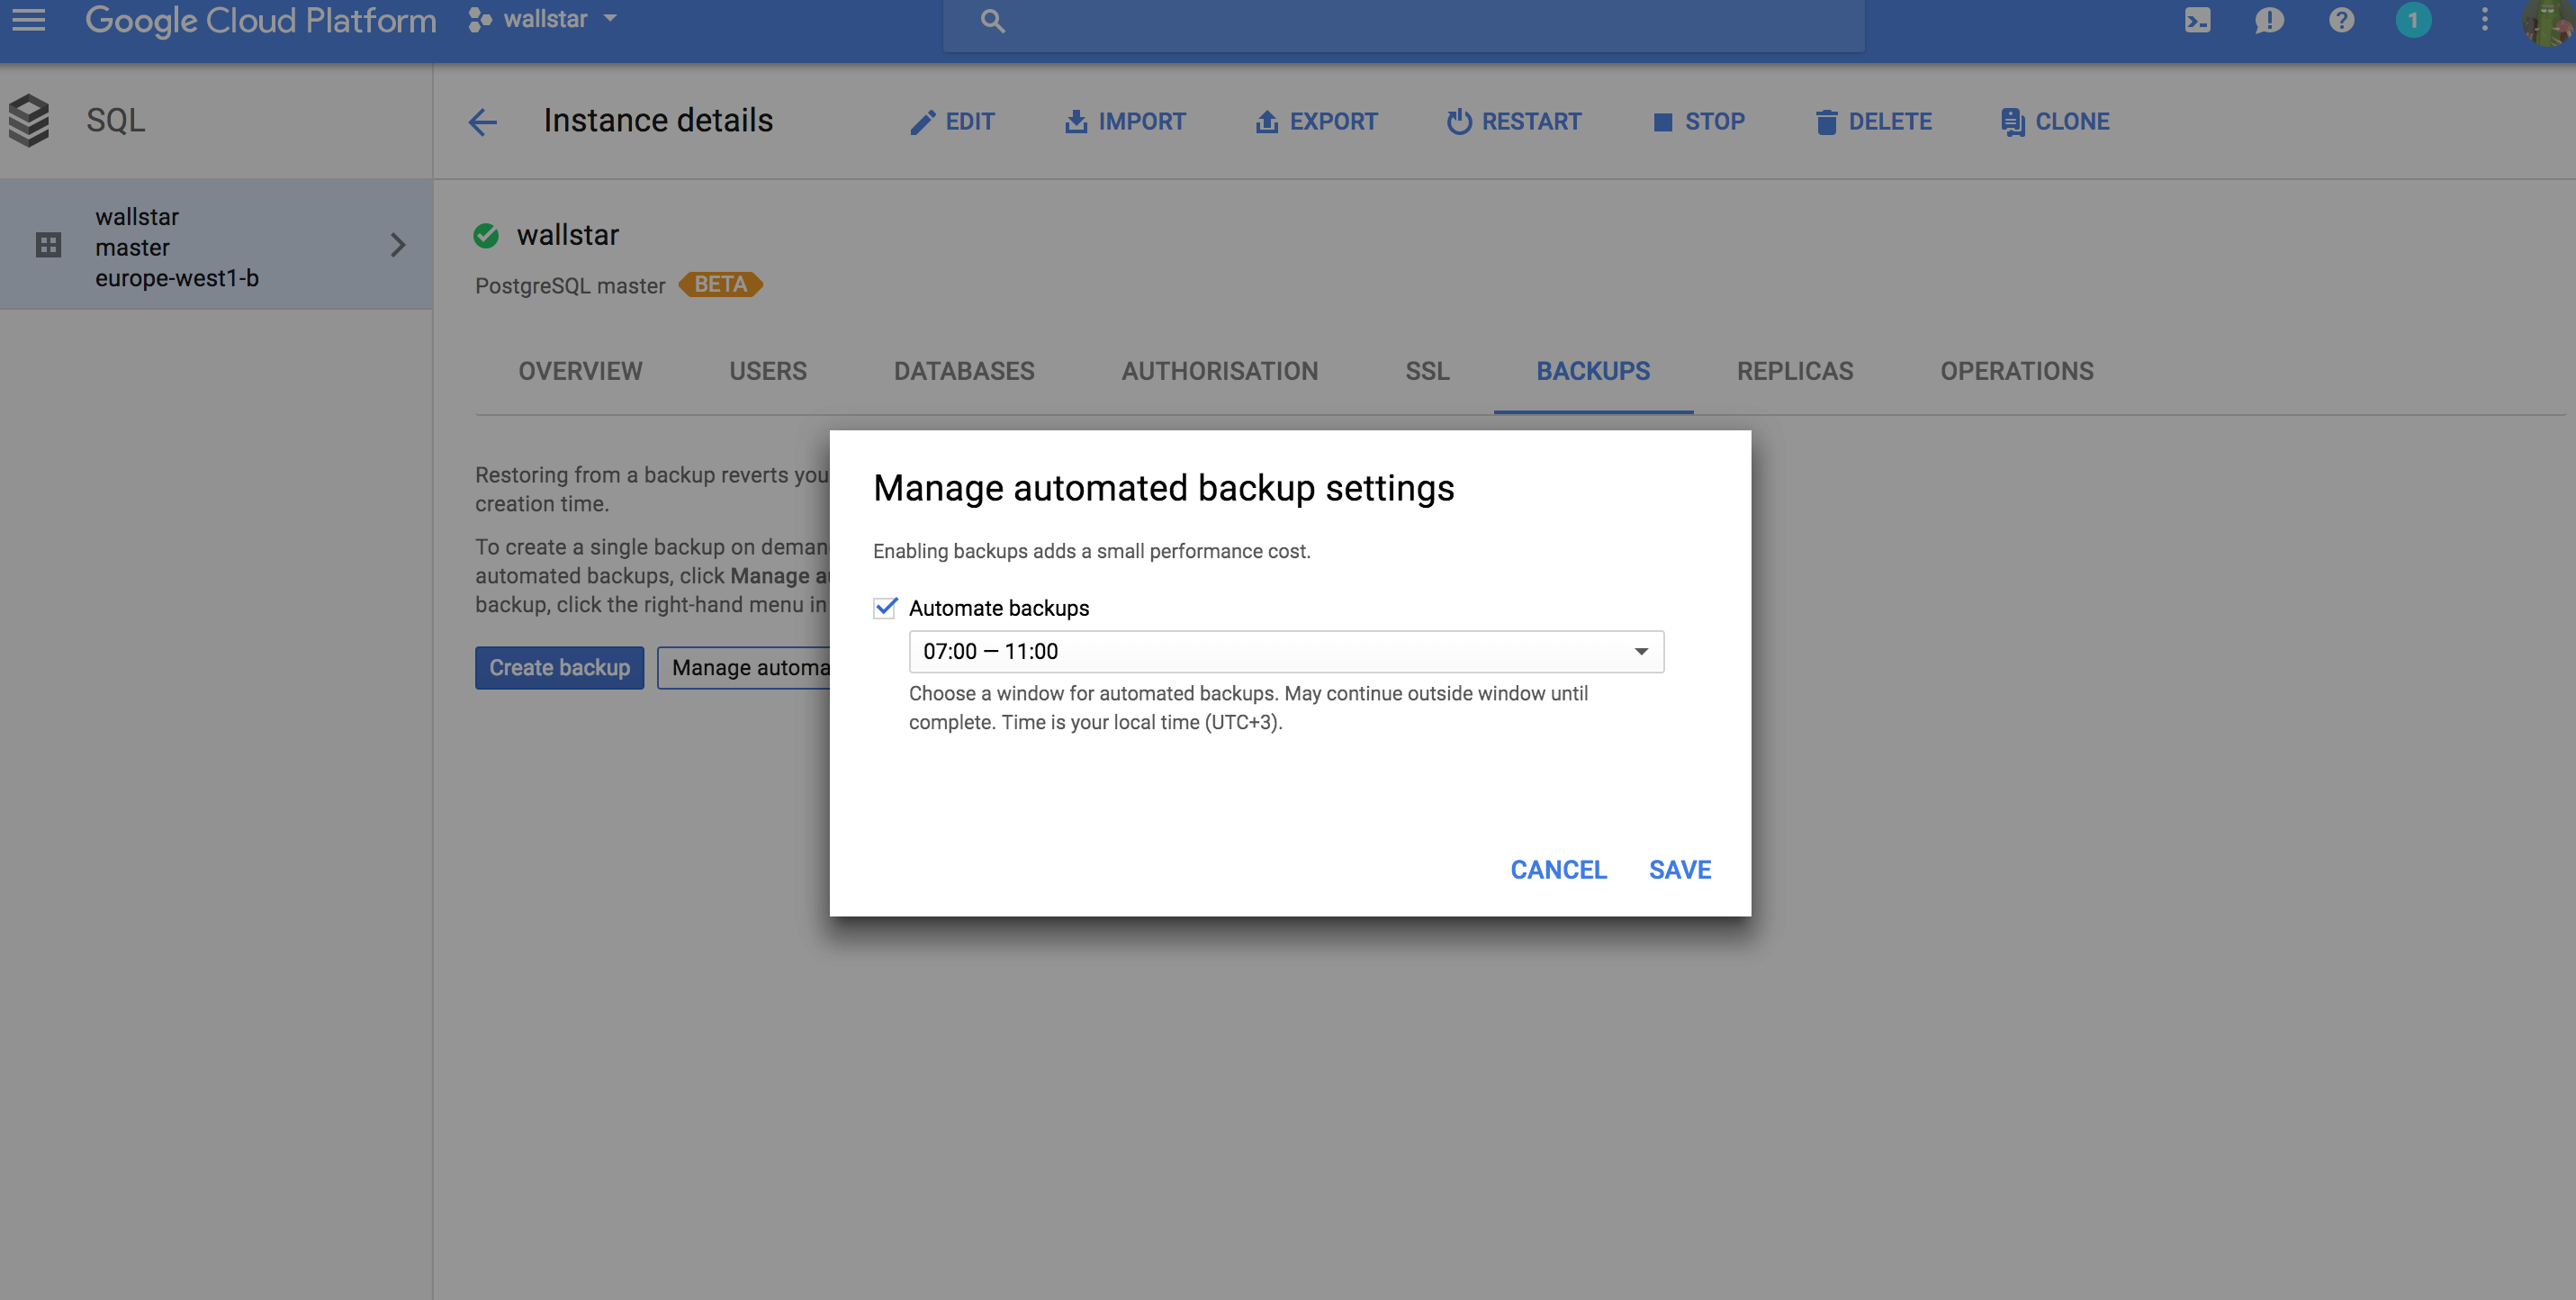 Google Cloud Platform
wallstar
1
SQL
Instance details
EDIT
IMPORT
EXPORT
RESTART
STOP
DELETE
CLONE
wallstar
master
europe-west1-b
wallstar
PostgreSQL master
BETA
OVERVIEW
USERS
DATABASES
AUTHORISATION
SSL
BACKUPS
REPLICAS
OPERATIONS
Restoring from a backup reverts you
creation time.
To create a single backup on deman
automated backups, click Manage a
backup, click the right-hand menu in
Create backup
Manage automa
Manage automated backup settings
Enabling backups adds a small performance cost.
Automate backups
07:00 — 11:00
Choose a window for automated backups. May continue outside window until
complete. Time is your local time (UTC+3).
CANCEL
SAVE